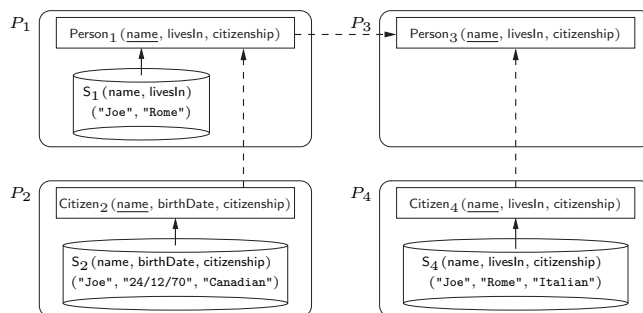 P1
Person1 (name, livesIn, citizenship)
S1 (name, livesIn)
("Joe", "Rome")
P3
Person3 (name, livesIn, citizenship)
P2
Citizen2 (name, birthDate, citizenship)
S2 (name, birthDate, citizenship)
("Joe", "24/12/70", "Canadian")
P4
Citizen4 (name, livesIn, citizenship)
S4 (name, livesIn, citizenship)
("Joe", "Rome", "Italian")